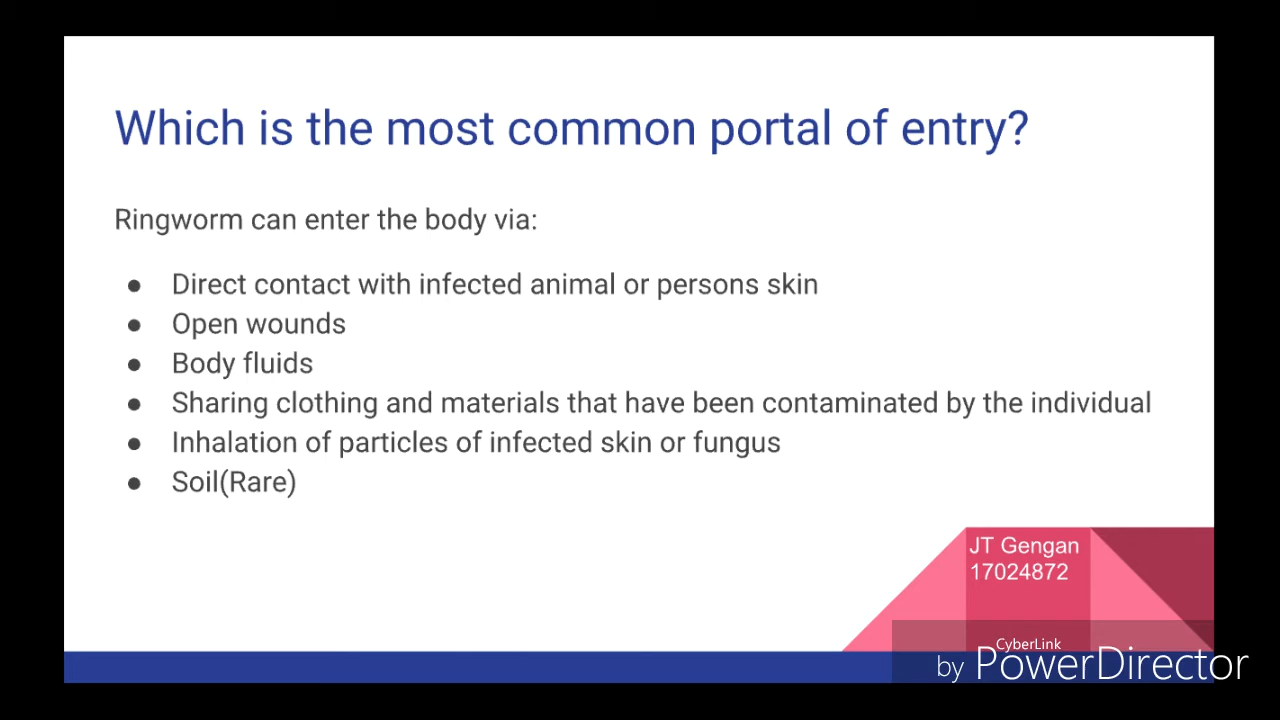 Which is the most common portal of entry?
Ringworm can enter the body via:
● Direct contact with infected animal or persons skin
● Open wounds
● Body fluids
● Sharing clothing and materials that have been contaminated by the individual
● Inhalation of particles of infected skin or fungus
● Soil(Rare)
JT Gengan
17024872
CyberLink
by PowerDirector